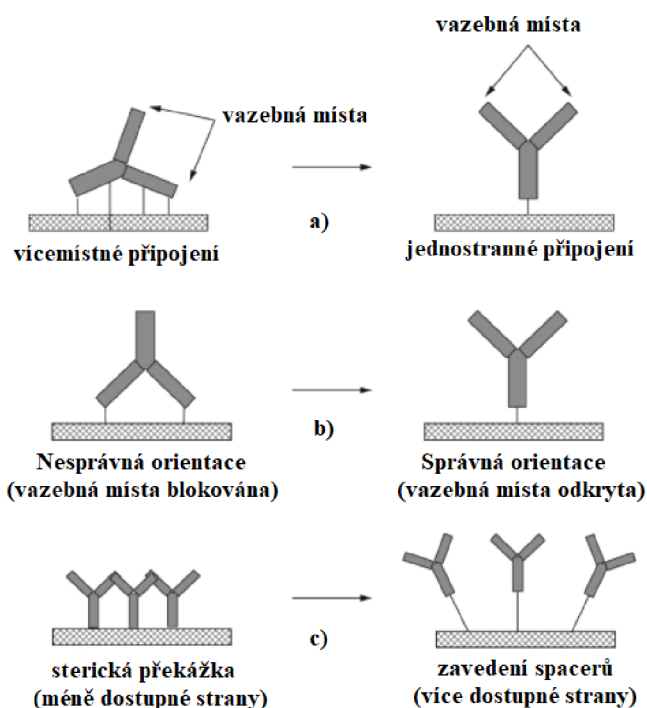 vazebná místa
vazebná místa
a)
vícemístné připojení
jednostranné připojení
b)
Nesprávná orientace
(vazebná místa blokována)
Správná orientace
(vazebná místa odkryta)
c)
sterická překážka
(méně dostupné strany)
zavedení spacerů
(více dostupné strany)